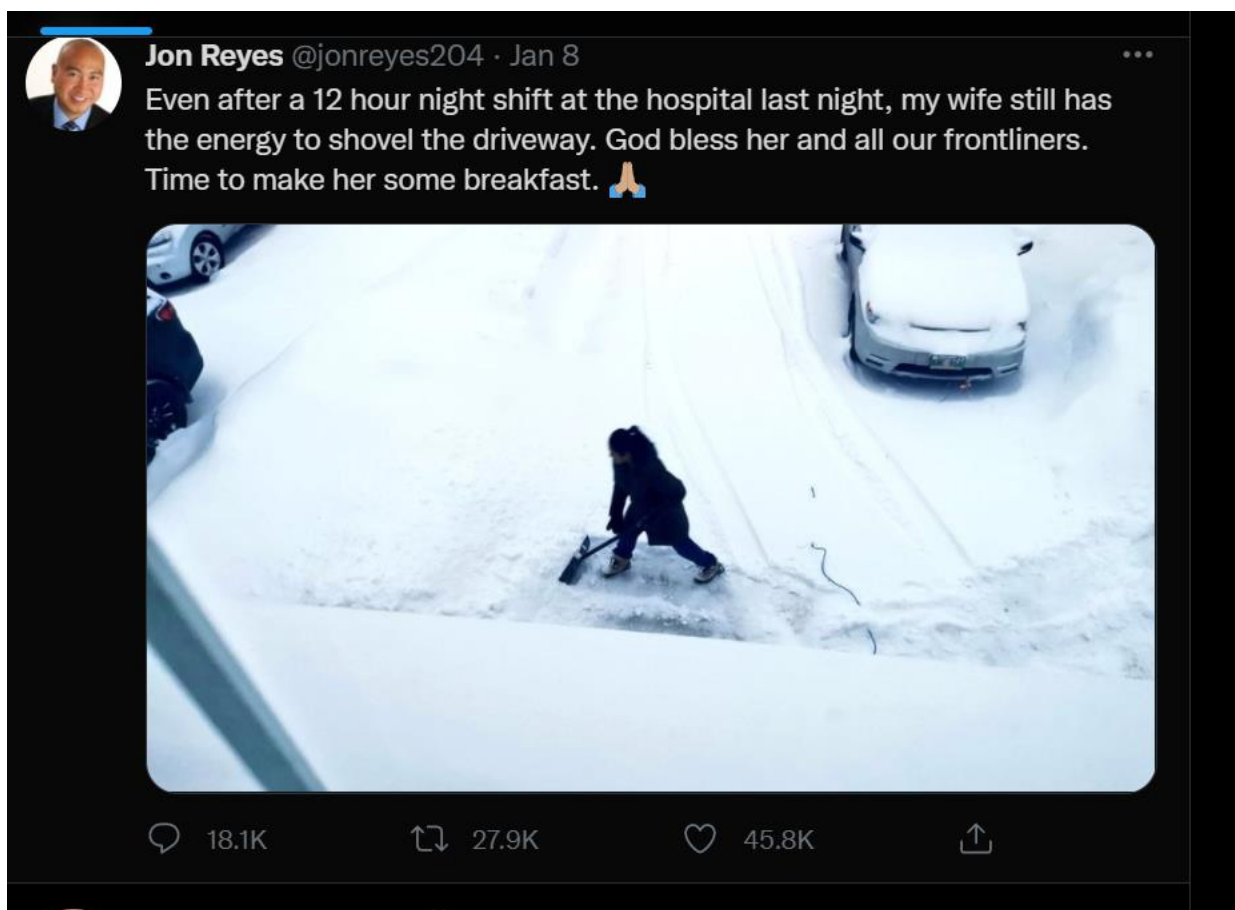 Jon Reyes @jonreyes204 · Jan 8
Even after a 12 hour night shift at the hospital last night, my wife still has
the energy to shovel the driveway. God bless her and all our frontliners.
Time to make her some breakfast. 🙏🏼
18.1K 27.9K 45.8K